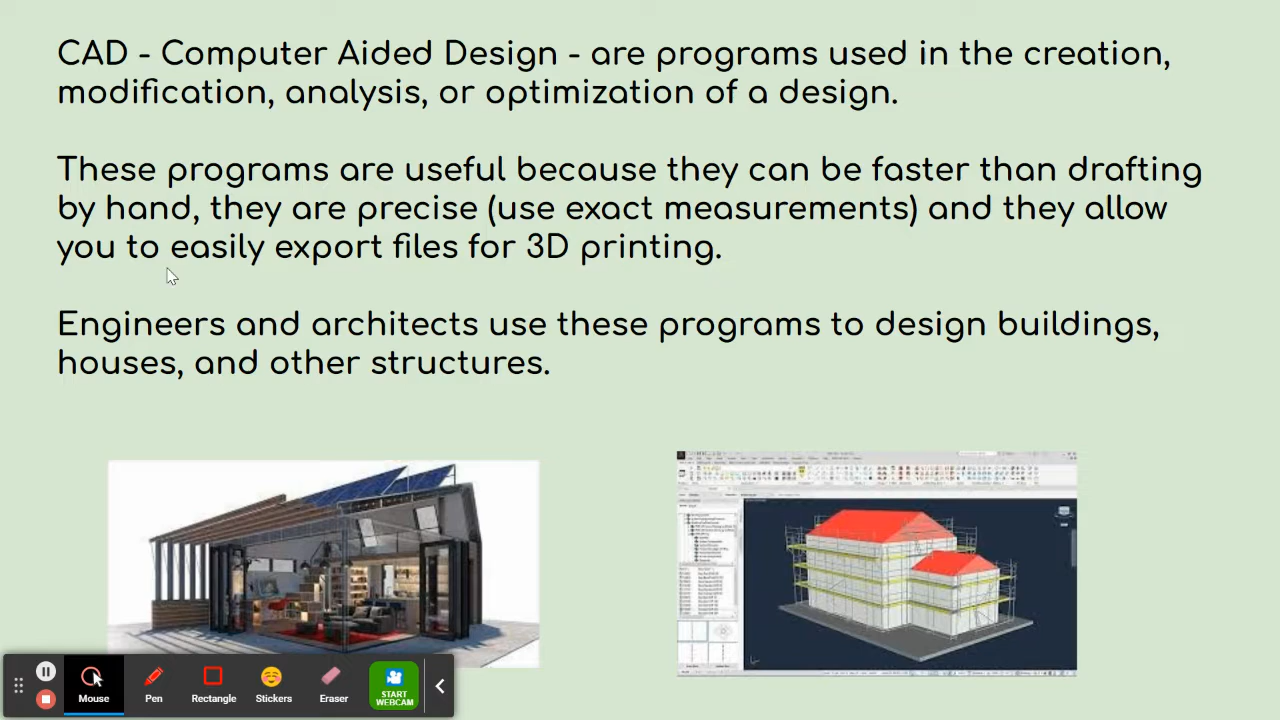 CAD - Computer Aided Design - are programs used in the creation,
modification, analysis, or optimization of a design.
These programs are useful because they can be faster than drafting
by hand, they are precise (use exact measurements) and they allow
you to easily export files for 3D printing.
Engineers and architects use these programs to design buildings,
houses, and other structures.
Mouse
Pen
Rectangle
Stickers
Eraser
START
WEBCAM